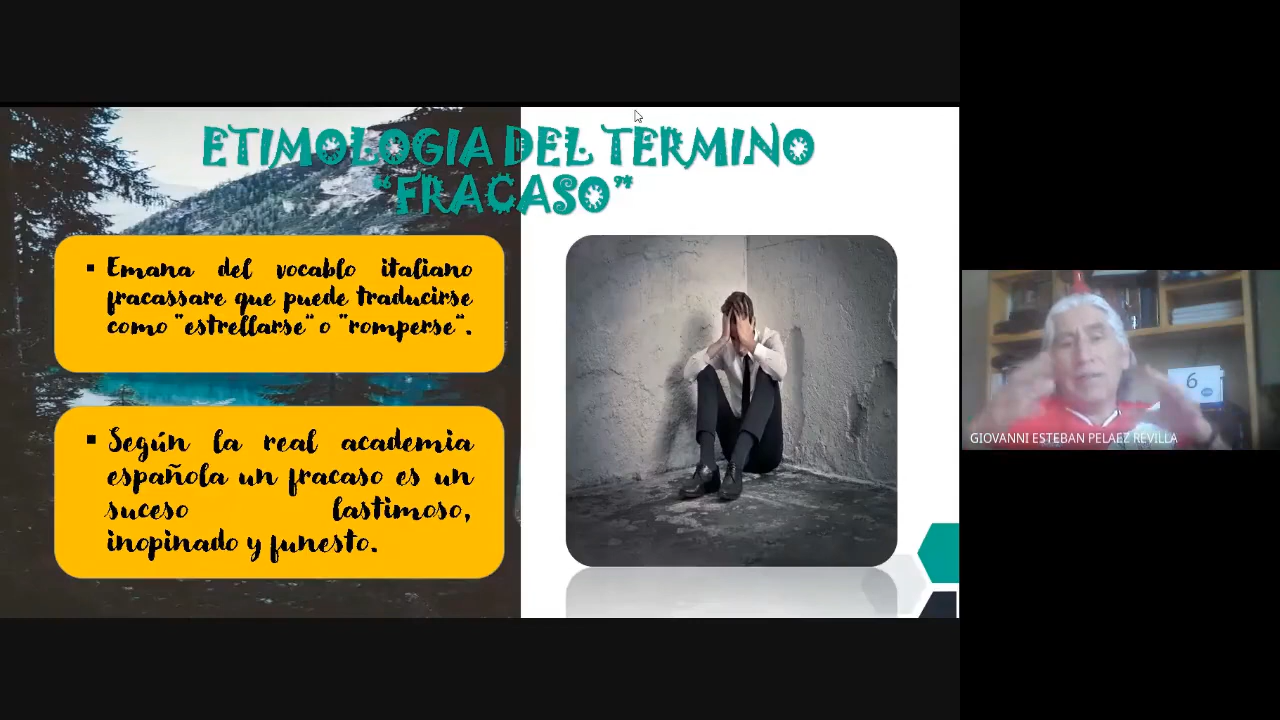 ETIMOLOGIA DEL TERMINO
“FRACASO”
▪ Emana del vocablo italiano
fracassare que puede traducirse
como "estrellarse" o "romperse".
▪ Según la real academia
española un fracaso es un
suceso lastimoso,
inopinado y funesto.
6
GIOVANNI ESTEBAN PELAEZ REVILLA